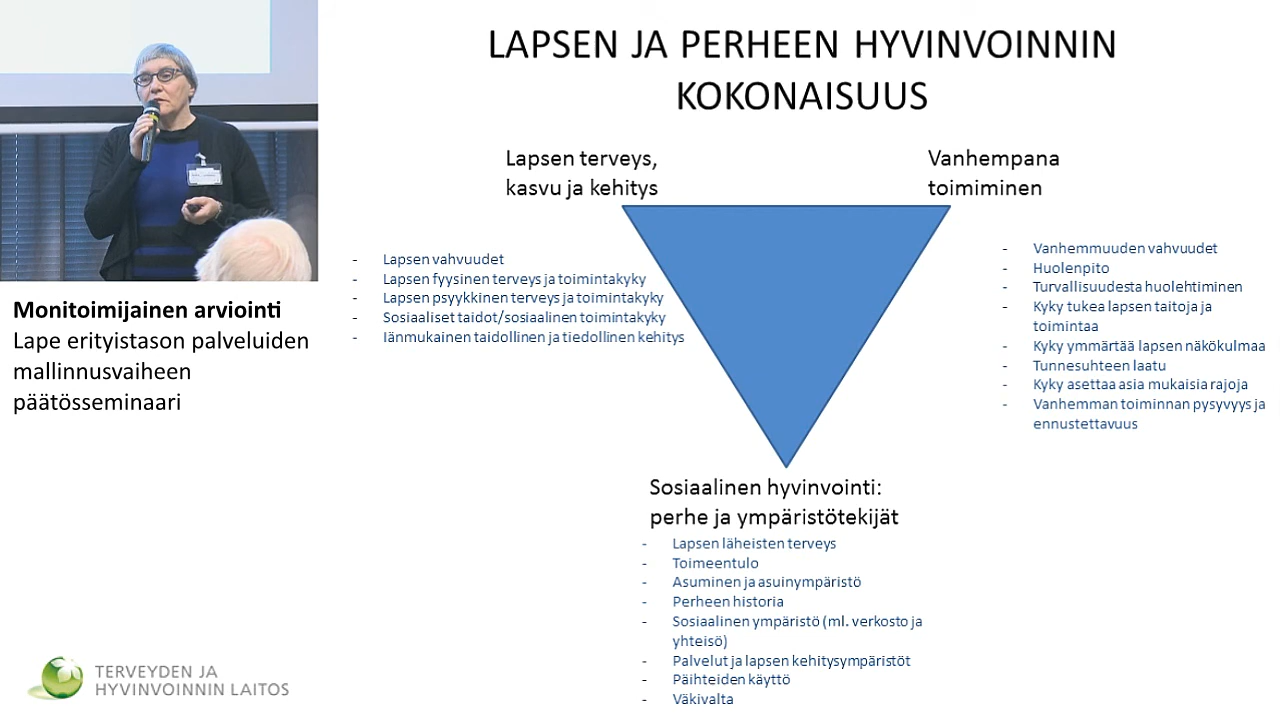 LAPSEN JA PERHEEN HYVINVOINNIN
KOKONAISUUS
Lapsen terveys,
kasvu ja kehitys
Vanhempana
toimiminen
- Lapsen vahvuudet
- Lapsen fyysinen terveys ja toimintakyky
- Lapsen psyykkinen terveys ja toimintakyky
- Sosiaaliset taidot/sosiaalinen toimintakyky
- Iänmukainen taidollinen ja tiedollinen kehitys
- Vanhemmuuden vahvuudet
- Huolenpito
- Turvallisuudesta huolehtiminen
- Kyky tukea lapsen taitoja ja
toimintaa
- Kyky ymmärtää lapsen näkökulmaa
- Tunnesuhteen laatu
- Kyky asettaa asia mukaisia rajoja
- Vanhemman toiminnan pysyvyys ja
ennustettavuus
Sosiaalinen hyvinvointi:
perhe ja ympäristötekijät
- Lapsen läheisten terveys
- Toimeentulo
- Asuminen ja asuinympäristö
- Perheen historia
- Sosiaalinen ympäristö (ml. verkosto ja
yhteisö)
- Palvelut ja lapsen kehitysympäristöt
- Päihteiden käyttö
- Väkivalta
Monitoimijainen arviointi
Lape erityistason palveluiden
mallinnusvaiheen
päätösseminaari
TERVEYDEN JA
HYVINVOINNIN LAITOS